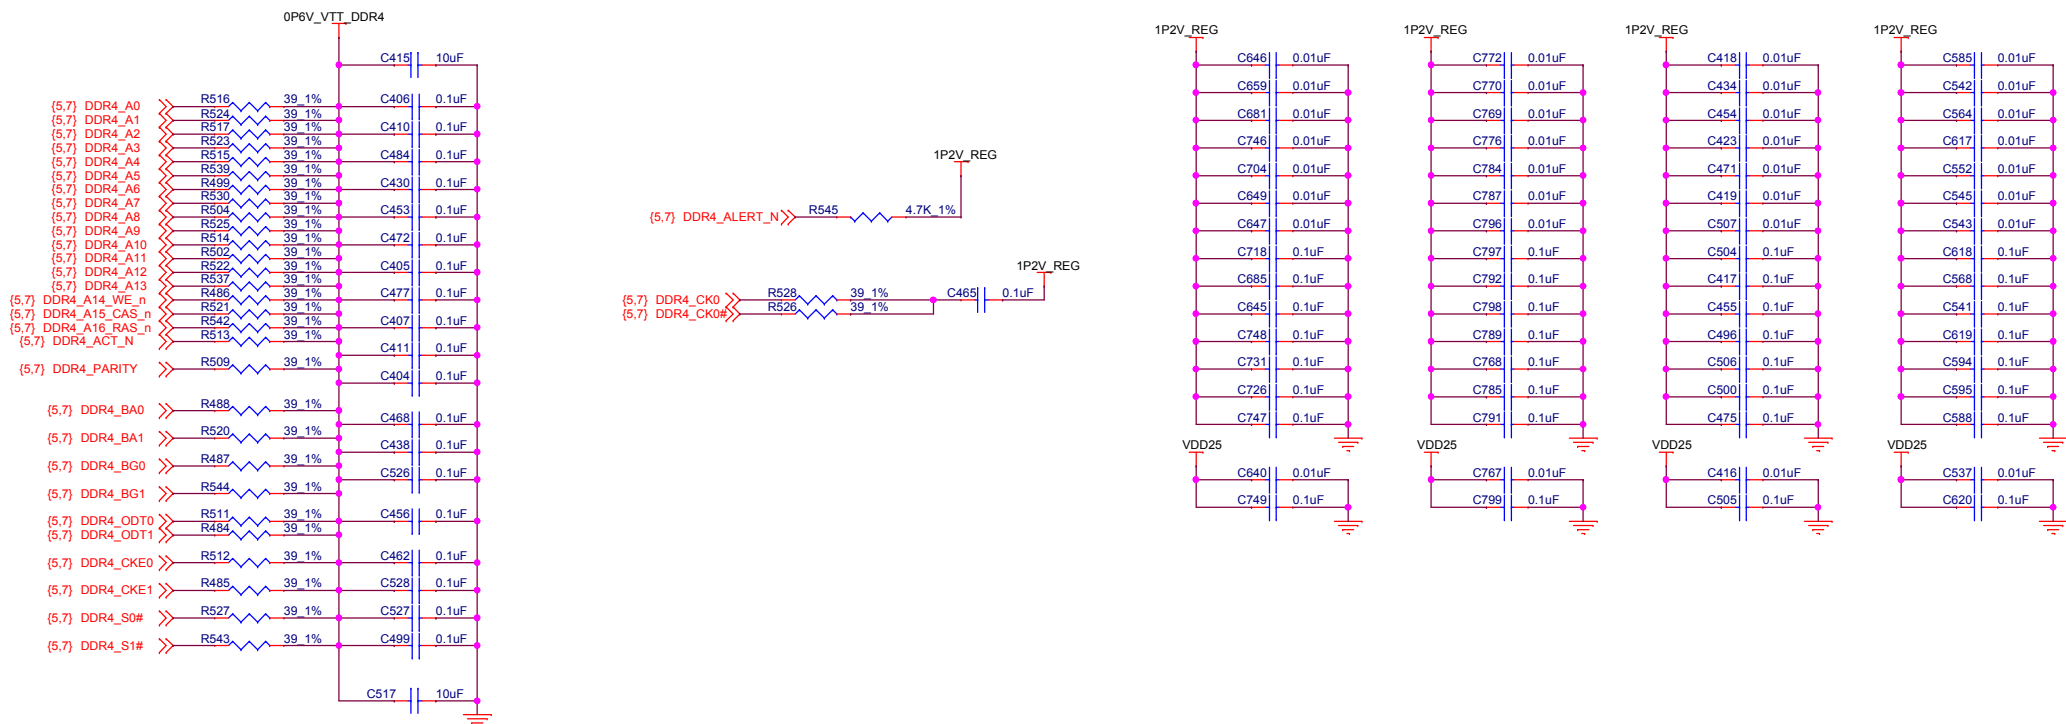 0P6V_VTT_DDR4
C415 10uF
{5,7} DDR4_A0 R516 39_1% C406 0.1uF
{5,7} DDR4_A1 R524 39_1%
{5,7} DDR4_A2 R517 39_1% C410 0.1uF
{5,7} DDR4_A3 R523 39_1%
{5,7} DDR4_A4 R515 39_1% C484 0.1uF
{5,7} DDR4_A5 R539 39_1%
{5,7} DDR4_A6 R499 39_1% C430 0.1uF
{5,7} DDR4_A7 R530 39_1%
{5,7} DDR4_A8 R504 39_1% C453 0.1uF
{5,7} DDR4_A9 R525 39_1%
{5,7} DDR4_A10 R514 39_1% C472 0.1uF
{5,7} DDR4_A11 R502 39_1%
{5,7} DDR4_A12 R522 39_1% C405 0.1uF
{5,7} DDR4_A13 R537 39_1%
{5,7} DDR4_A14_WE_n R486 39_1% C477 0.1uF
{5,7} DDR4_A15_CAS_n R521 39_1%
{5,7} DDR4_A16_RAS_n R542 39_1% C407 0.1uF
{5,7} DDR4_ACT_N R513 39_1%
C411 0.1uF
{5,7} DDR4_PARITY R509 39_1%
C404 0.1uF
{5,7} DDR4_BA0 R488 39_1%
C468 0.1uF
{5,7} DDR4_BA1 R520 39_1%
C438 0.1uF
{5,7} DDR4_BG0 R487 39_1%
C526 0.1uF
{5,7} DDR4_BG1 R544 39_1%
{5,7} DDR4_ODT0 R511 39_1% C456 0.1uF
{5,7} DDR4_ODT1 R484 39_1%
{5,7} DDR4_CKE0 R512 39_1% C462 0.1uF
{5,7} DDR4_CKE1 R485 39_1% C528 0.1uF
{5,7} DDR4_S0# R527 39_1% C527 0.1uF
{5,7} DDR4_S1# R543 39_1% C499 0.1uF
C517 10uF
1P2V_REG
{5,7} DDR4_ALERT_N R545 4.7K_1%
1P2V_REG
{5,7} DDR4_CK0 R528 39_1% C465 0.1uF
{5,7} DDR4_CK0# R526 39_1%
1P2V_REG
C646 0.01uF
C659 0.01uF
C681 0.01uF
C746 0.01uF
C704 0.01uF
C649 0.01uF
C647 0.01uF
C718 0.1uF
C685 0.1uF
C645 0.1uF
C748 0.1uF
C731 0.1uF
C726 0.1uF
C747 0.1uF
VDD25
C640 0.01uF
C749 0.1uF
1P2V_REG
C772 0.01uF
C770 0.01uF
C769 0.01uF
C776 0.01uF
C784 0.01uF
C787 0.01uF
C796 0.01uF
C797 0.1uF
C792 0.1uF
C798 0.1uF
C789 0.1uF
C768 0.1uF
C785 0.1uF
C791 0.1uF
VDD25
C767 0.01uF
C799 0.1uF
1P2V_REG
C418 0.01uF
C434 0.01uF
C454 0.01uF
C423 0.01uF
C471 0.01uF
C419 0.01uF
C507 0.01uF
C504 0.1uF
C417 0.1uF
C455 0.1uF
C496 0.1uF
C506 0.1uF
C500 0.1uF
C475 0.1uF
VDD25
C416 0.01uF
C505 0.1uF
1P2V_REG
C585 0.01uF
C542 0.01uF
C564 0.01uF
C617 0.01uF
C552 0.01uF
C545 0.01uF
C543 0.01uF
C618 0.1uF
C568 0.1uF
C541 0.1uF
C619 0.1uF
C594 0.1uF
C595 0.1uF
C588 0.1uF
VDD25
C537 0.01uF
C620 0.1uF